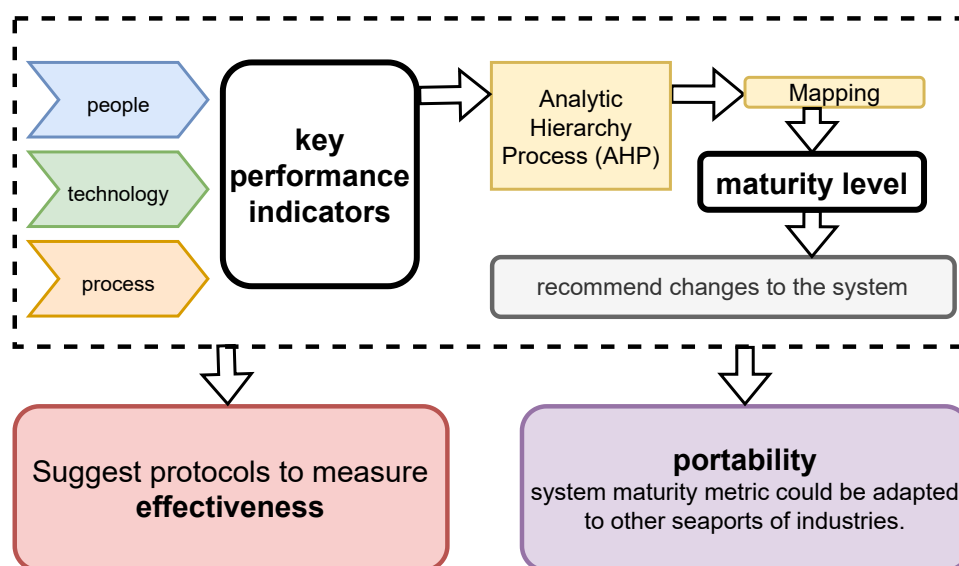 people
technology
process
key
performance
indicators
Analytic
Hierarchy
Process (AHP)
Mapping
maturity level
recommend changes to the system
Suggest protocols to measure
effectiveness
portability
system maturity metric could be adapted
to other seaports of industries.